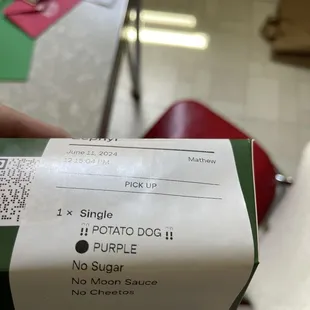 June 11, 2024
Mathew
PICK UP
1 × Single
!! POTATO DOG !!
PURPLE
No Sugar
No Moon Sauce
No Cheetos